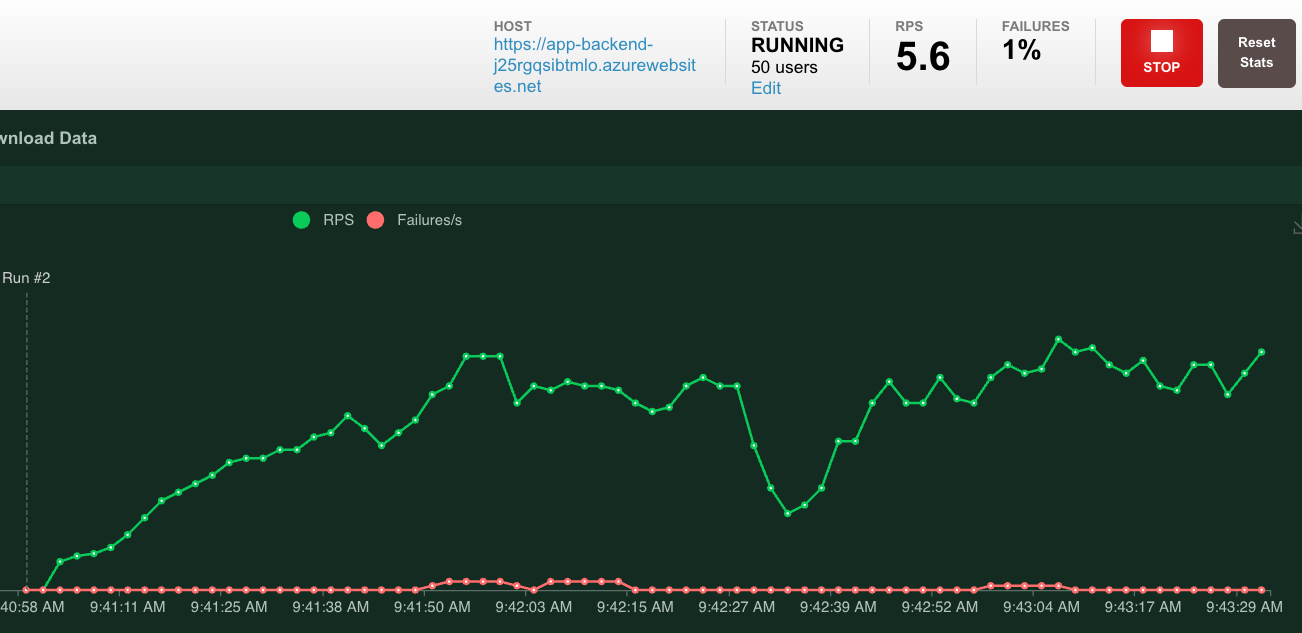 HOST
https://app-backend-
j25rgqsibtmlo.azurewebsit
es.net
STATUS
RUNNING
50 users
Edit
RPS
5.6
FAILURES
1%
STOP
Reset
Stats
wnload Data
RPS
Failures/s
Run #2
40:58 AM
9:41:11 AM
9:41:25 AM
9:41:38 AM
9:41:50 AM
9:42:03 AM
9:42:15 AM
9:42:27 AM
9:42:39 AM
9:42:52 AM
9:43:04 AM
9:43:17 AM
9:43:29 AM